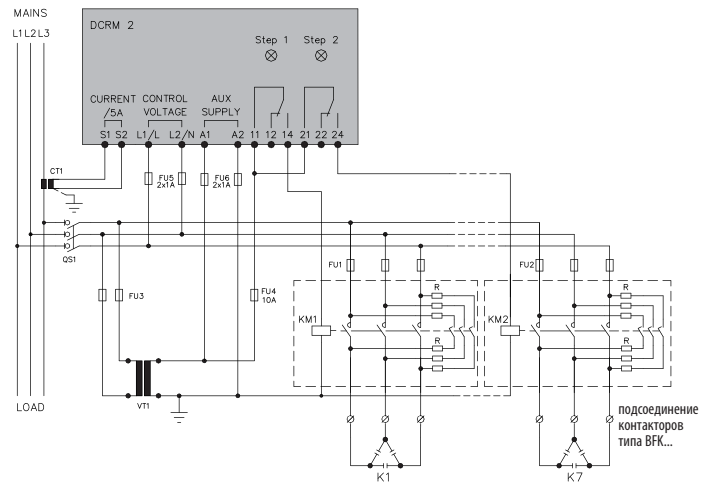 MAINS
L1 L2 L3
DCRM 2
Step 1 Step 2
CURRENT
/5A
CONTROL
VOLTAGE
AUX
SUPPLY
S1 S2 L1/L L2/N A1 A2 11 12 14 21 22 24
CT1
FU5
2x1A
FU6
2x1A
QS1
FU1
FU2
FU3
FU4
10A
R
R
KM1
KM2
R
R
VT1
LOAD
подсоединение
контакторов
типа BFK...
K1
K7